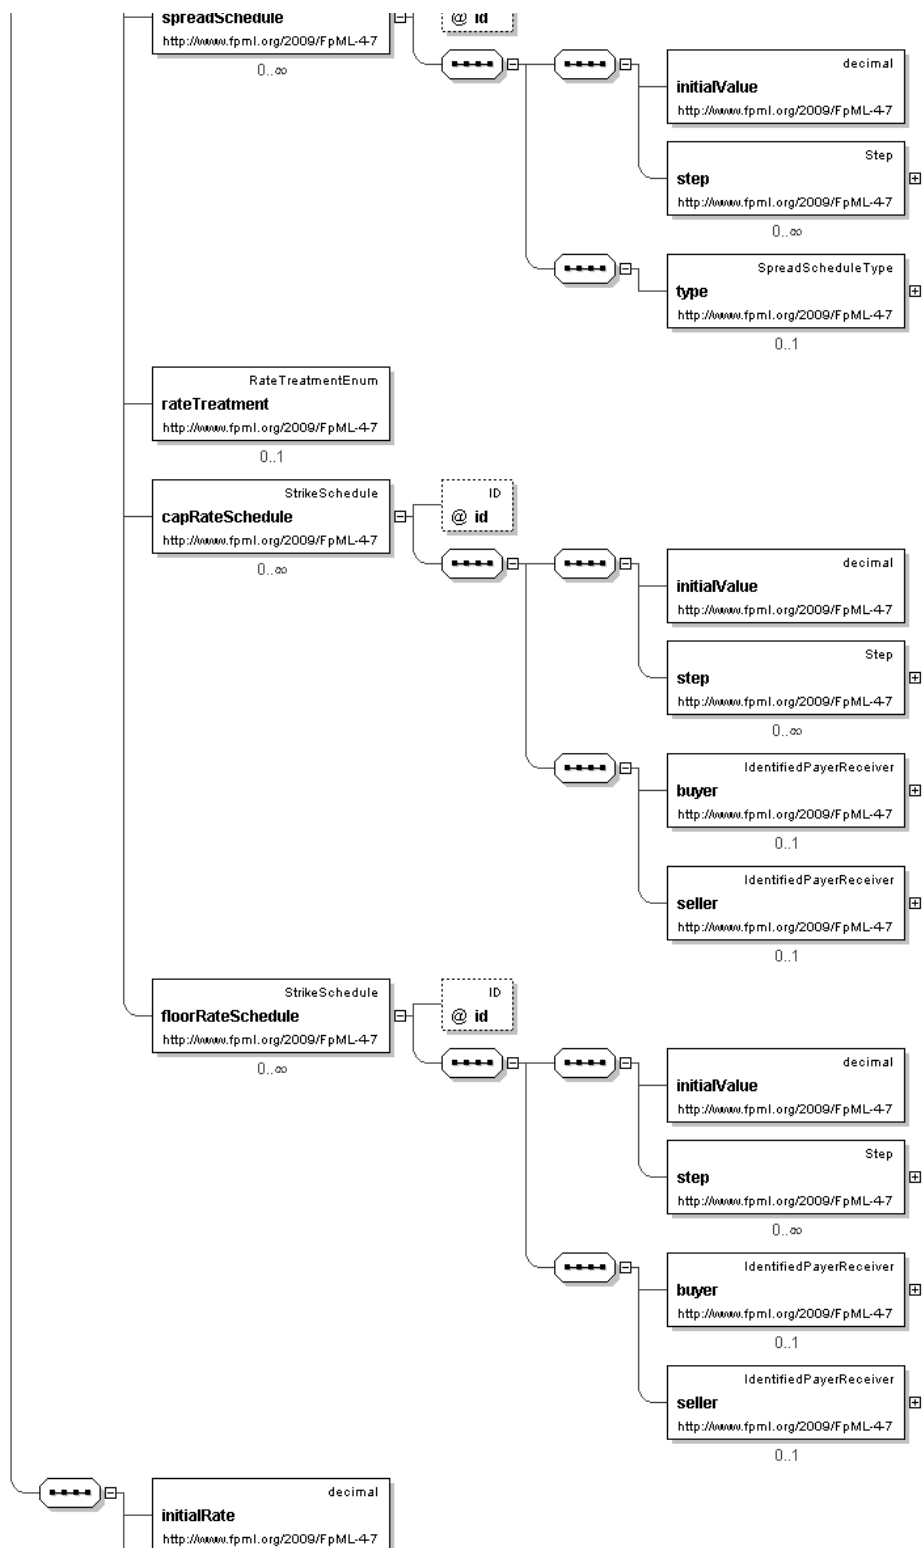 spreadSchedule
http://www.fpml.org/2009/FpML-4-7
0..∞
@ id
decimal
initialValue
http://www.fpml.org/2009/FpML-4-7
Step
step
http://www.fpml.org/2009/FpML-4-7
0..∞
SpreadScheduleType
type
http://www.fpml.org/2009/FpML-4-7
0..1
RateTreatmentEnum
rateTreatment
http://www.fpml.org/2009/FpML-4-7
0..1
StrikeSchedule
capRateSchedule
http://www.fpml.org/2009/FpML-4-7
0..∞
ID
@ id
decimal
initialValue
http://www.fpml.org/2009/FpML-4-7
Step
step
http://www.fpml.org/2009/FpML-4-7
0..∞
IdentifiedPayerReceiver
buyer
http://www.fpml.org/2009/FpML-4-7
0..1
IdentifiedPayerReceiver
seller
http://www.fpml.org/2009/FpML-4-7
0..1
StrikeSchedule
floorRateSchedule
http://www.fpml.org/2009/FpML-4-7
0..∞
ID
@ id
decimal
initialValue
http://www.fpml.org/2009/FpML-4-7
Step
step
http://www.fpml.org/2009/FpML-4-7
0..∞
IdentifiedPayerReceiver
buyer
http://www.fpml.org/2009/FpML-4-7
0..1
IdentifiedPayerReceiver
seller
http://www.fpml.org/2009/FpML-4-7
0..1
decimal
initialRate
http://www.fpml.org/2009/FpML-4-7